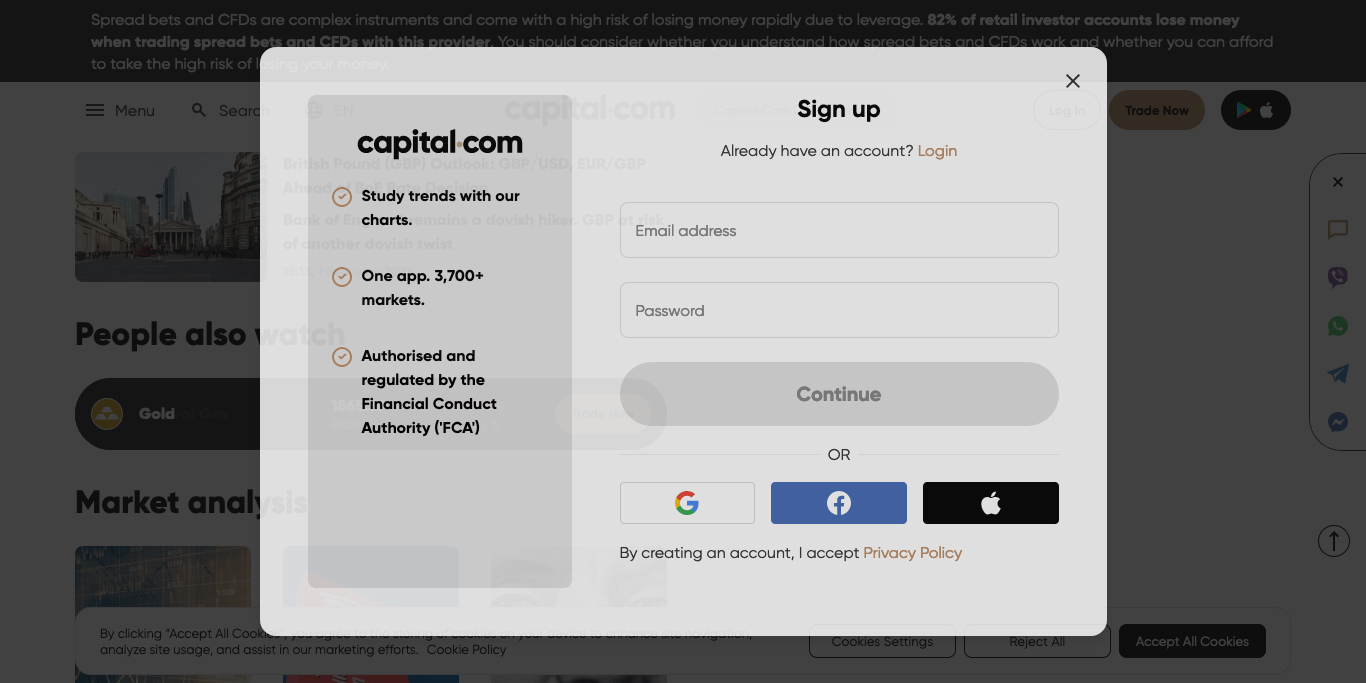 Spread bets and CFDs are complex instruments and come with a high risk of losing money rapidly due to leverage. 82% of retail investor accounts lose money
when trading spread bets and CFDs with this provider. You should consider whether you understand how spread bets and CFDs work and whether you can afford
to take the high risk of losing your money.
Menu
Search
EN
capital.com
Log In
Trade Now
British Pound (GBP) Outlook: GBP/USD, EUR/GBP
Ahead of BoE Rate Decision
Bank of England remains a dovish hiker. GBP at risk
of another dovish twist
People also watch
Gold
Trade Now
Market analysis
capital.com
Study trends with our
charts.
One app. 3,700+
markets.
Authorised and
regulated by the
Financial Conduct
Authority ('FCA')
Sign up
Already have an account? Login
Email address
Password
Continue
OR
By creating an account, I accept Privacy Policy
By clicking “Accept All Cookies”, you agree to the storing of cookies on your device to enhance site navigation,
analyze site usage, and assist in our marketing efforts. Cookie Policy
Cookies Settings
Reject All
Accept All Cookies